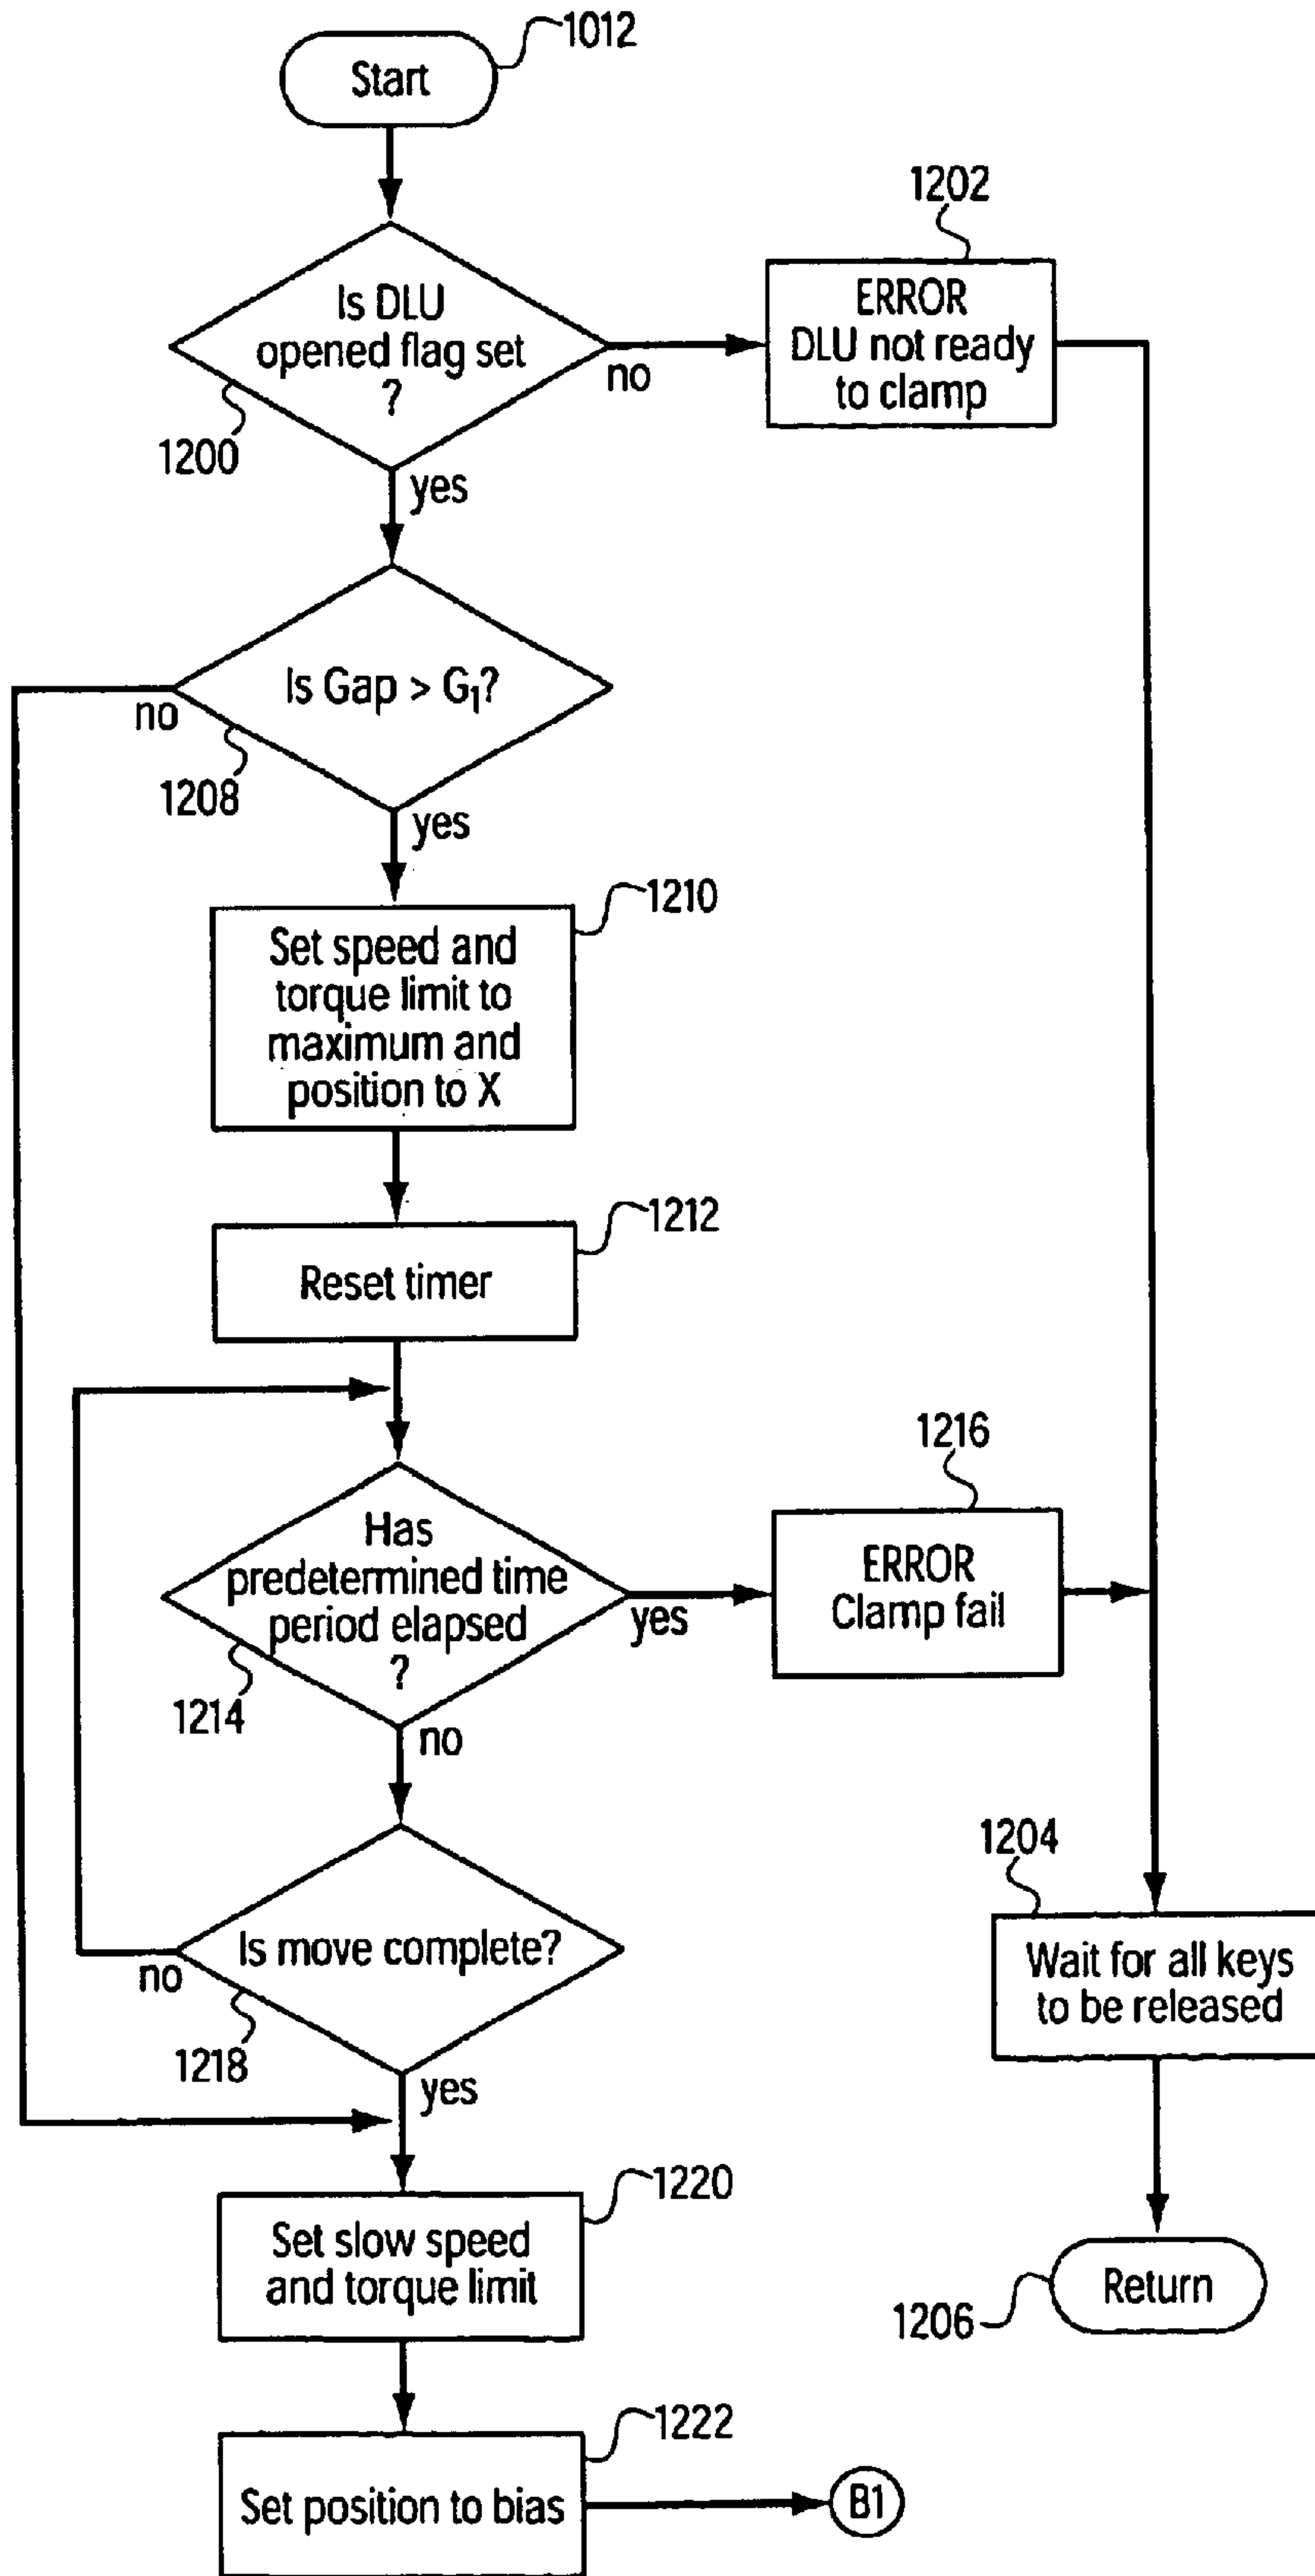 1012
Start
1202
Is DLU
opened flag set
?
no
1200
yes
ERROR
DLU not ready
to clamp
Is Gap > G₁?
no
1208
yes
1210
Set speed and
torque limit to
maximum and
position to X
1212
Reset timer
1216
Has
predetermined time
period elapsed
?
yes
1214
no
ERROR
Clamp fail
1204
Is move complete?
no
1218
yes
Wait for all keys
to be released
1220
Set slow speed
and torque limit
Return
1206
1222
Set position to bias
B1